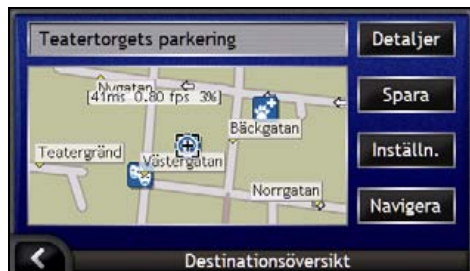 Teatertorgets parkering
Detaljer
Nygatan
[41ms 0.80 fps 3%]
Spara
Bäckgatan
Teatergränd
Västergatan
Inställn.
Norrgatan
Navigera
Destinationsöversikt